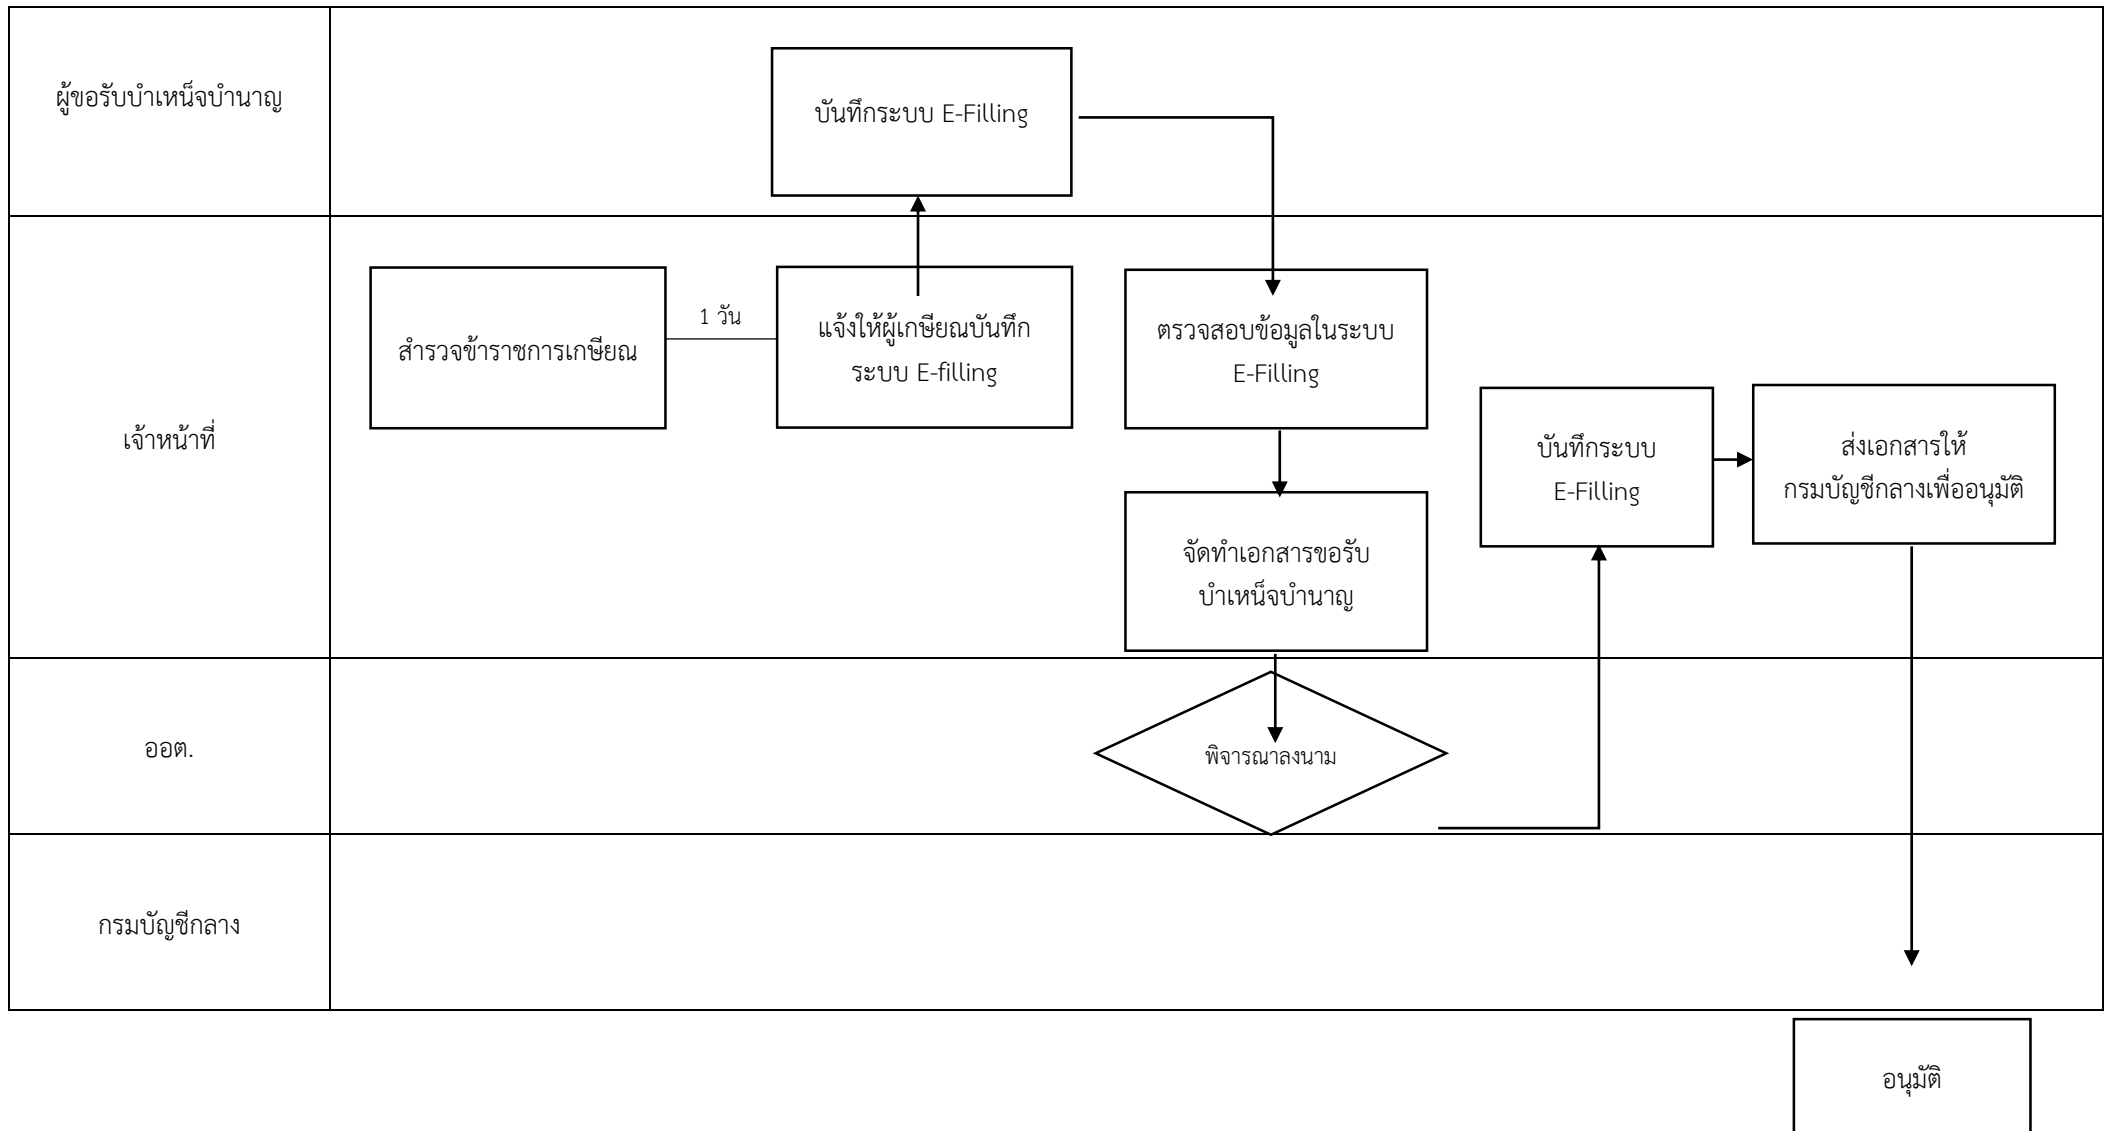 ผู้ขอรับบำเหน็จบำนาญ
บันทึกระบบ E-Filling
เจ้าหน้าที่
สำรวจข้าราชการเกษียณ
1 วัน
แจ้งให้ผู้เกษียณบันทึก
ระบบ E-filling
ตรวจสอบข้อมูลในระบบ
E-Filling
จัดทำเอกสารขอรับ
บำเหน็จบำนาญ
บันทึกระบบ
E-Filling
ส่งเอกสารให้
กรมบัญชีกลางเพื่ออนุมัติ
ออต.
พิจารณาลงนาม
กรมบัญชีกลาง
อนุมัติ